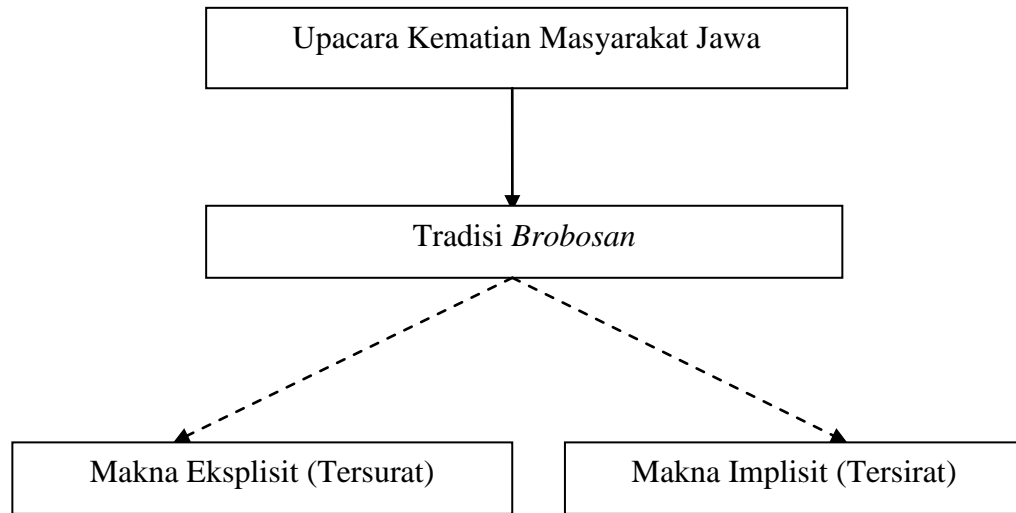 Upacara Kematian Masyarakat Jawa
Tradisi Brobosan
Makna Eksplisit (Tersurat)
Makna Implisit (Tersirat)